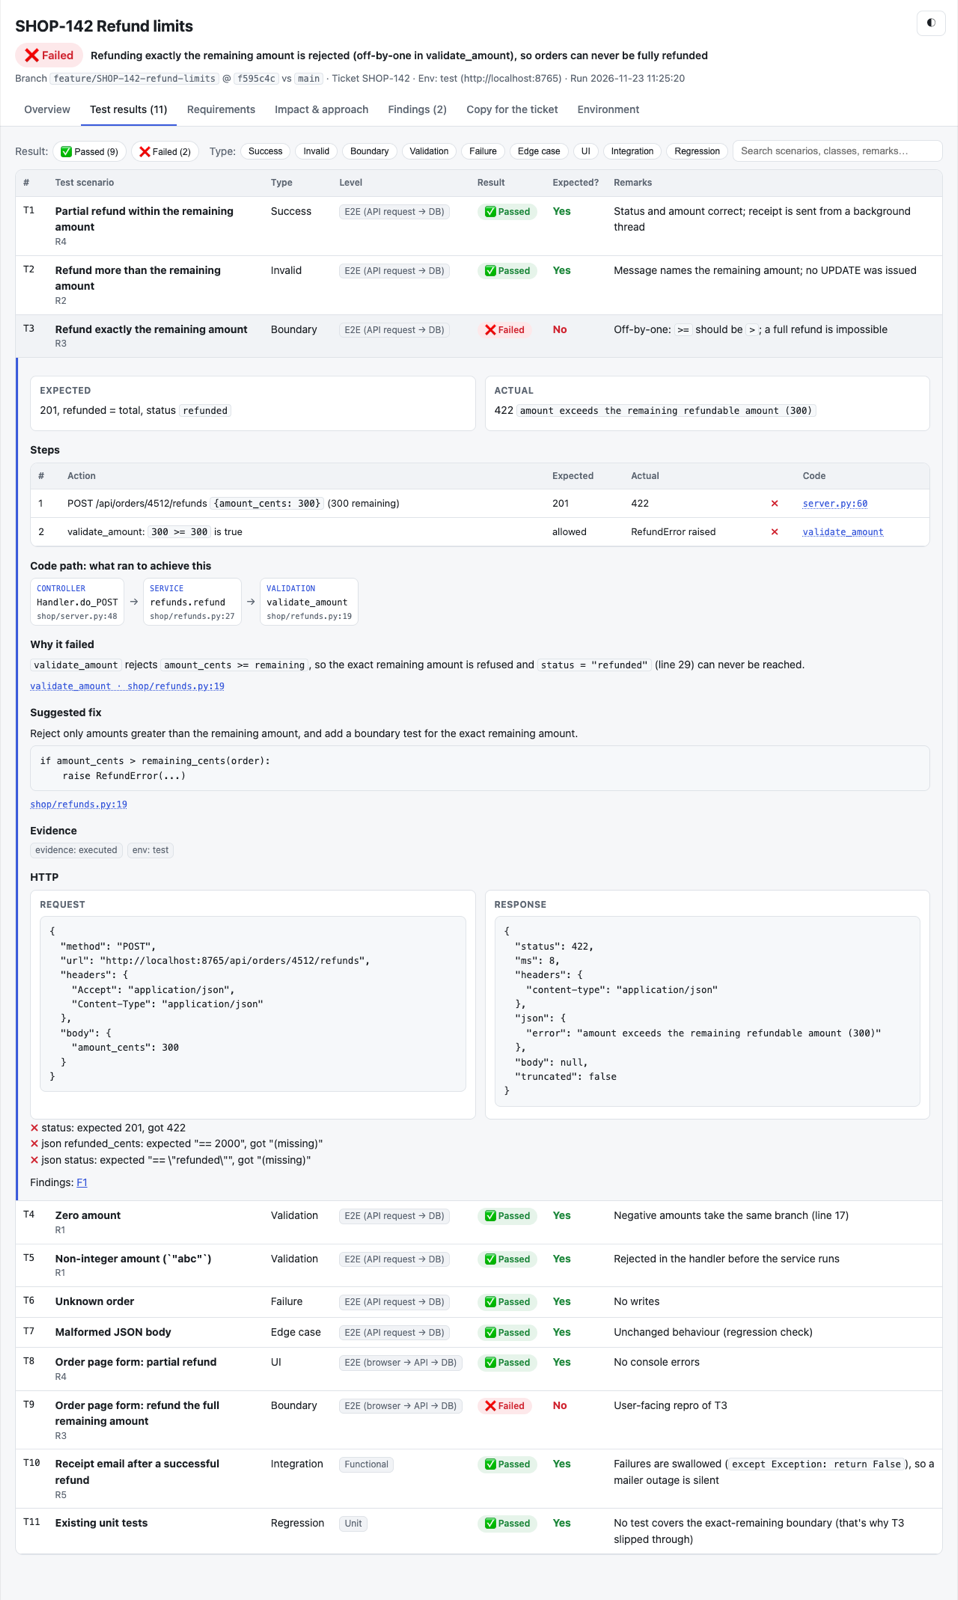 SHOP-142 Refund limits
❌ Failed Refunding exactly the remaining amount is rejected (off-by-one in validate_amount), so orders can never be fully refunded
Branch feature/SHOP-142-refund-limits @ f595c4c vs main · Ticket SHOP-142 · Env: test (http://localhost:8765) · Run 2026-11-23 11:25:20
Overview Test results (11) Requirements Impact & approach Findings (2) Copy for the ticket Environment
Result: ✅ Passed (9) ❌ Failed (2) Type: Success Invalid Boundary Validation Failure Edge case UI Integration Regression Search scenarios, classes, remarks…
# Test scenario Type Level Result Expected? Remarks
T1 Partial refund within the remaining Success E2E (API request → DB) ✅ Passed Yes Status and amount correct; receipt is sent from a background
amount thread
R4
T2 Refund more than the remaining Invalid E2E (API request → DB) ✅ Passed Yes Message names the remaining amount; no UPDATE was issued
amount
R2
T3 Refund exactly the remaining amount Boundary E2E (API request → DB) ❌ Failed No Off-by-one: >= should be > ; a full refund is impossible
R3
EXPECTED
201, refunded = total, status refunded
ACTUAL
422 amount exceeds the remaining refundable amount (300)
Steps
# Action Expected Actual Code
1 POST /api/orders/4512/refunds {amount_cents: 300} (300 remaining) 201 422 ✕ server.py:60
2 validate_amount: 300 >= 300 is true allowed RefundError raised ✕ validate_amount
Code path: what ran to achieve this
CONTROLLER
Handler.do_POST
shop/server.py:48
→
SERVICE
refunds.refund
shop/refunds.py:27
→
VALIDATION
validate_amount
shop/refunds.py:19
Why it failed
validate_amount rejects amount_cents >= remaining , so the exact remaining amount is refused and status = "refunded" (line 29) can never be reached.
validate_amount · shop/refunds.py:19
Suggested fix
Reject only amounts greater than the remaining amount, and add a boundary test for the exact remaining amount.
if amount_cents > remaining_cents(order):
    raise RefundError(...)
shop/refunds.py:19
Evidence
evidence: executed env: test
HTTP
REQUEST
{
  "method": "POST",
  "url": "http://localhost:8765/api/orders/4512/refunds",
  "headers": {
    "Accept": "application/json",
    "Content-Type": "application/json"
  },
  "body": {
    "amount_cents": 300
  }
}
RESPONSE
{
  "status": 422,
  "ms": 8,
  "headers": {
    "content-type": "application/json"
  },
  "json": {
    "error": "amount exceeds the remaining refundable amount (300)"
  },
  "body": null,
  "truncated": false
}
✕ status: expected 201, got 422
✕ json refunded_cents: expected "== 2000", got "(missing)"
✕ json status: expected "== \"refunded\"", got "(missing)"
Findings: F1
T4 Zero amount Validation E2E (API request → DB) ✅ Passed Yes Negative amounts take the same branch (line 17)
R1
T5 Non-integer amount (`"abc"`) Validation E2E (API request → DB) ✅ Passed Yes Rejected in the handler before the service runs
R1
T6 Unknown order Failure E2E (API request → DB) ✅ Passed Yes No writes
T7 Malformed JSON body Edge case E2E (API request → DB) ✅ Passed Yes Unchanged behaviour (regression check)
T8 Order page form: partial refund UI E2E (browser → API → DB) ✅ Passed Yes No console errors
R4
T9 Order page form: refund the full Boundary E2E (browser → API → DB) ❌ Failed No User-facing repro of T3
remaining amount
R3
T10 Receipt email after a successful Integration Functional ✅ Passed Yes Failures are swallowed ( except Exception: return False ), so a
refund mailer outage is silent
R5
T11 Existing unit tests Regression Unit ✅ Passed Yes No test covers the exact-remaining boundary (that's why T3
slipped through)